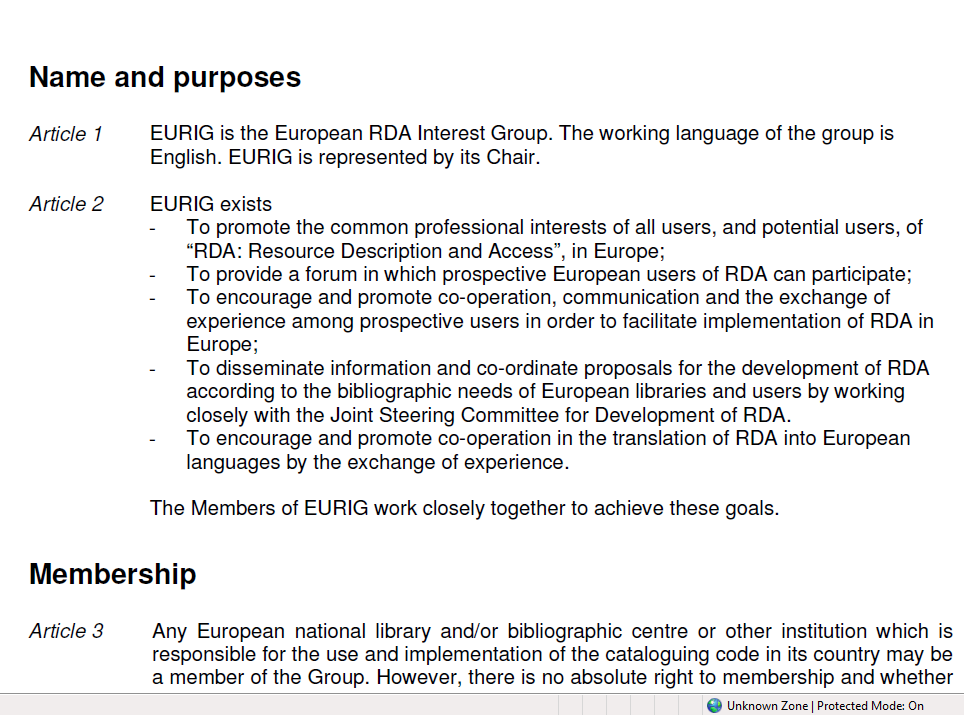 Name and purposes
Article 1 EURIG is the European RDA Interest Group. The working language of the group is
English. EURIG is represented by its Chair.
Article 2 EURIG exists
- To promote the common professional interests of all users, and potential users, of
“RDA: Resource Description and Access”, in Europe;
- To provide a forum in which prospective European users of RDA can participate;
- To encourage and promote co-operation, communication and the exchange of
experience among prospective users in order to facilitate implementation of RDA in
Europe;
- To disseminate information and co-ordinate proposals for the development of RDA
according to the bibliographic needs of European libraries and users by working
closely with the Joint Steering Committee for Development of RDA.
- To encourage and promote co-operation in the translation of RDA into European
languages by the exchange of experience.
The Members of EURIG work closely together to achieve these goals.
Membership
Article 3 Any European national library and/or bibliographic centre or other institution which is
responsible for the use and implementation of the cataloguing code in its country may be
a member of the Group. However, there is no absolute right to membership and whether
Unknown Zone | Protected Mode: On